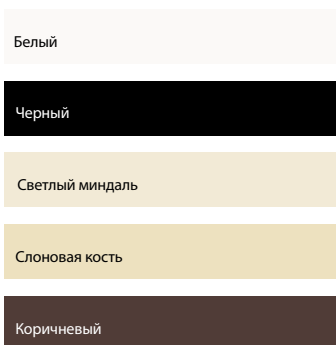 Белый
Черный
Светлый миндаль
Слоновая кость
Коричневый